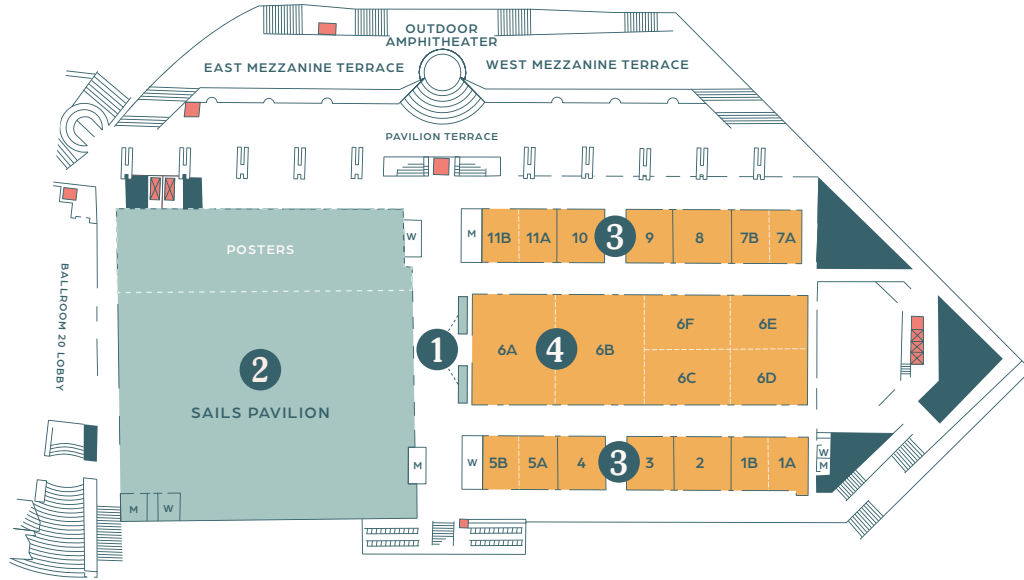 OUTDOOR
AMPHITHEATER
EAST MEZZANINE TERRACE
WEST MEZZANINE TERRACE
PAVILION TERRACE
BALLROOM 20 LOBBY
POSTERS
W
M
11B
11A
10
3
9
8
7B
7A
1
6A
4
6B
6F
6E
6C
6D
2
SAILS PAVILION
M
W
5B
5A
4
3
3
2
1B
1A
W
M
M
W